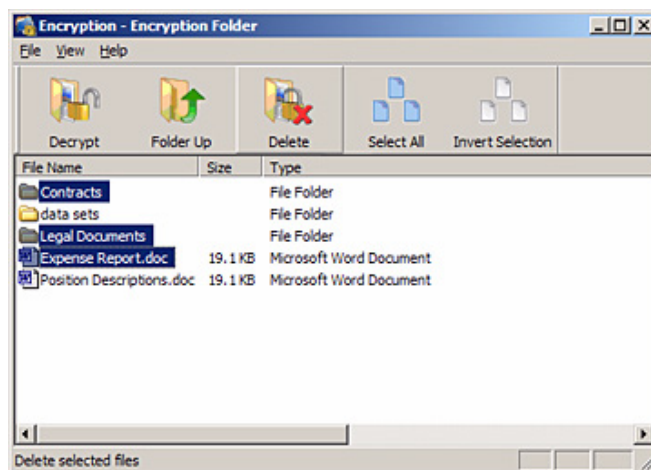 Encryption - Encryption Folder
File View Help
Decrypt Folder Up Delete Select All Invert Selection
File Name Size Type
Contracts File Folder
data sets File Folder
Legal Documents File Folder
Expense Report.doc 19.1 KB Microsoft Word Document
Position Descriptions.doc 19.1 KB Microsoft Word Document
Delete selected files